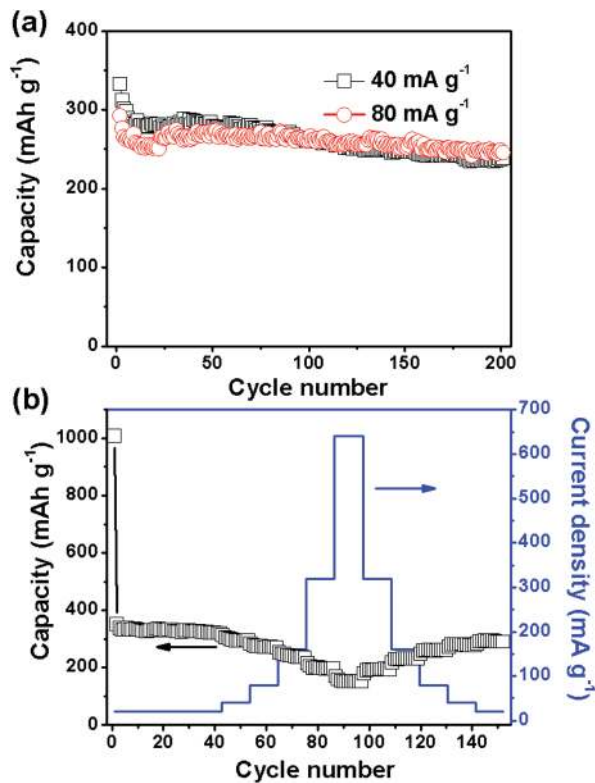 (a)
400
300
200
100
0
Capacity (mAh g⁻¹)
40 mA g⁻¹
80 mA g⁻¹
0 50 100 150 200
Cycle number
(b)
1000
800
600
400
200
0
Capacity (mAh g⁻¹)
700
600
500
400
300
200
100
0
Current density (mA g⁻¹)
0 20 40 60 80 100 120 140
Cycle number